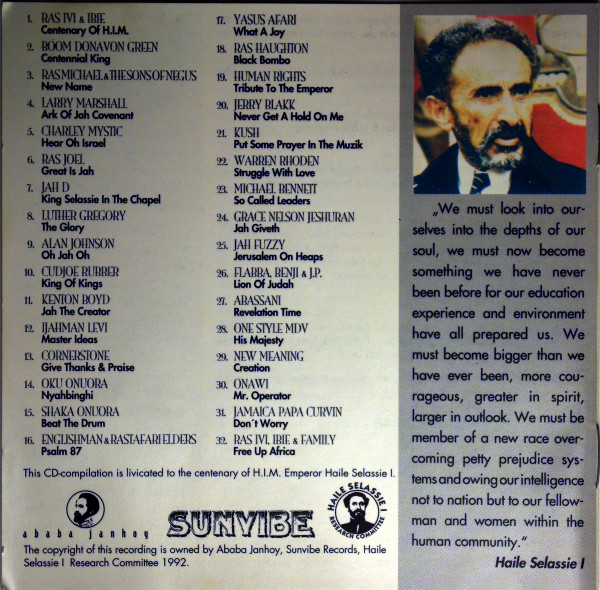 1. RAS IVI & IBIE
Centenary Of H.I.M.
2. BOOM DONAVON GREEN
Centennial King
3. RASMICHAEL & THE SONS OF NEGUS
New Name
4. LARRY MARSHALL
Ark Of Jah Covenant
5. CHARLEY MYSTIC
Hear Oh Israel
6. RAS JOEL
Great Is Jah
7. JAH D
King Selassie In The Chapel
8. LUTHER GREGORY
The Glory
9. ALAN JOHNSON
Oh Jah Oh
10. CUDJOE RUBBER
King Of Kings
11. KENTON BOYD
Jah The Creator
12. IJAHMAN LEVI
Master Ideas
13. CORNERSTONE
Give Thanks & Praise
14. OKU ONUORA
Nyahbinghi
15. SHAKA ONUORA
Beat The Drum
16. ENGLISHMAN & RASTAFARI ELDERS
Psalm 87
17. YASUS AFARI
What A Joy
18. RAS HAUGHTON
Black Bombo
19. HUMAN RIGHTS
Tribute To The Emperor
20. JERRY BLAKK
Never Get A Hold On Me
21. KUSH
Put Some Prayer In The Muzik
22. WARREN RHODEN
Struggle With Love
23. MICHAEL BENNETT
So Called Leaders
24. GRACE NELSON JESHURAN
Jah Giveth
25. JAH FUZZY
Jerusalem On Heaps
26. FLABBA, BENJI & J.P.
Lion Of Judah
27. ABASSANI
Revelation Time
28. ONE STYLE MDV
His Majesty
29. NEW MEANING
Creation
30. ONAWI
Mr. Operator
31. JAMAICA PAPA CURVIN
Don´t Worry
32. RAS IVI, IBIE & FAMILY
Free Up Africa
This CD-compilation is livicated to the centenary of H.I.M. Emperor Haile Selassie I.
ababa janhoy
SUNVIBE
HAILE SELASSIE I
RESEARCH COMMITTEE
The copyright of this recording is owned by Ababa Janhoy, Sunvibe Records, Haile
Selassie I Research Committee 1992.
„We must look into our-
selves into the depths of our
soul, we must now become
something we have never
been before for our education
experience and environment
have all prepared us. We
must become bigger than we
have ever been, more cou-
rageous, greater in spirit,
larger in outlook. We must be
member of a new race over-
coming petty prejudice sys-
tems and owing our intelligence
not to nation but to our fellow-
man and women within the
human community.“
Haile Selassie I